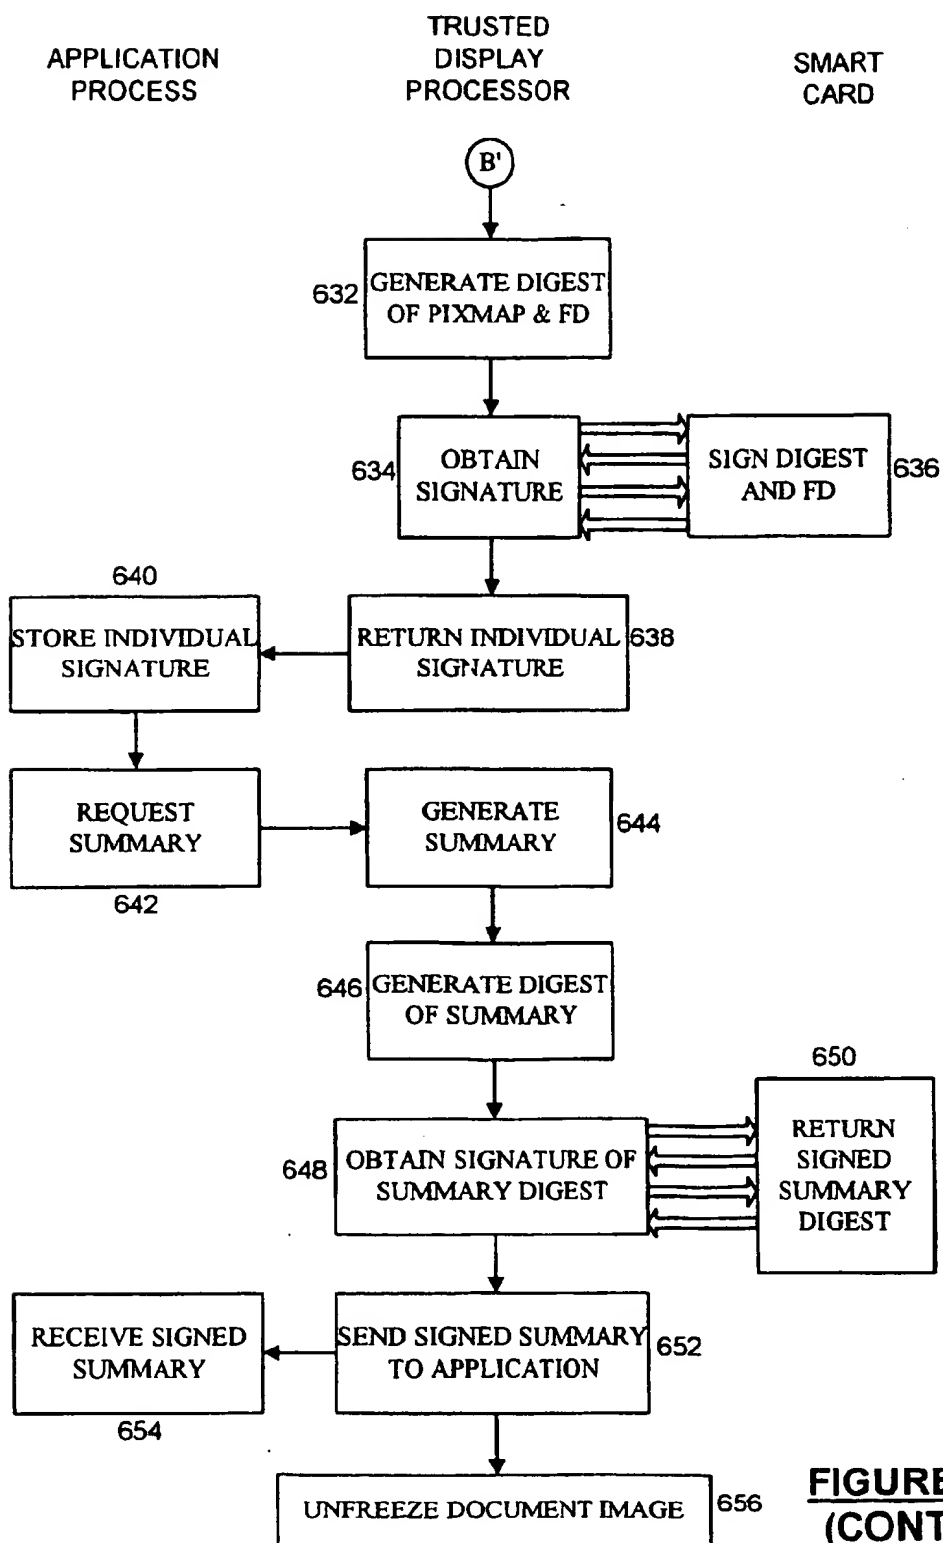 APPLICATION
PROCESS
TRUSTED
DISPLAY
PROCESSOR
SMART
CARD
B'
632
GENERATE DIGEST
OF PIXMAP & FD
634
OBTAIN
SIGNATURE
SIGN DIGEST
AND FD
636
640
STORE INDIVIDUAL
SIGNATURE
RETURN INDIVIDUAL
SIGNATURE
638
REQUEST
SUMMARY
642
GENERATE
SUMMARY
644
646
GENERATE DIGEST
OF SUMMARY
648
OBTAIN SIGNATURE OF
SUMMARY DIGEST
650
RETURN
SIGNED
SUMMARY
DIGEST
RECEIVE SIGNED
SUMMARY
654
SEND SIGNED SUMMARY
TO APPLICATION
652
UNFREEZE DOCUMENT IMAGE
656
FIGURE
(CONT